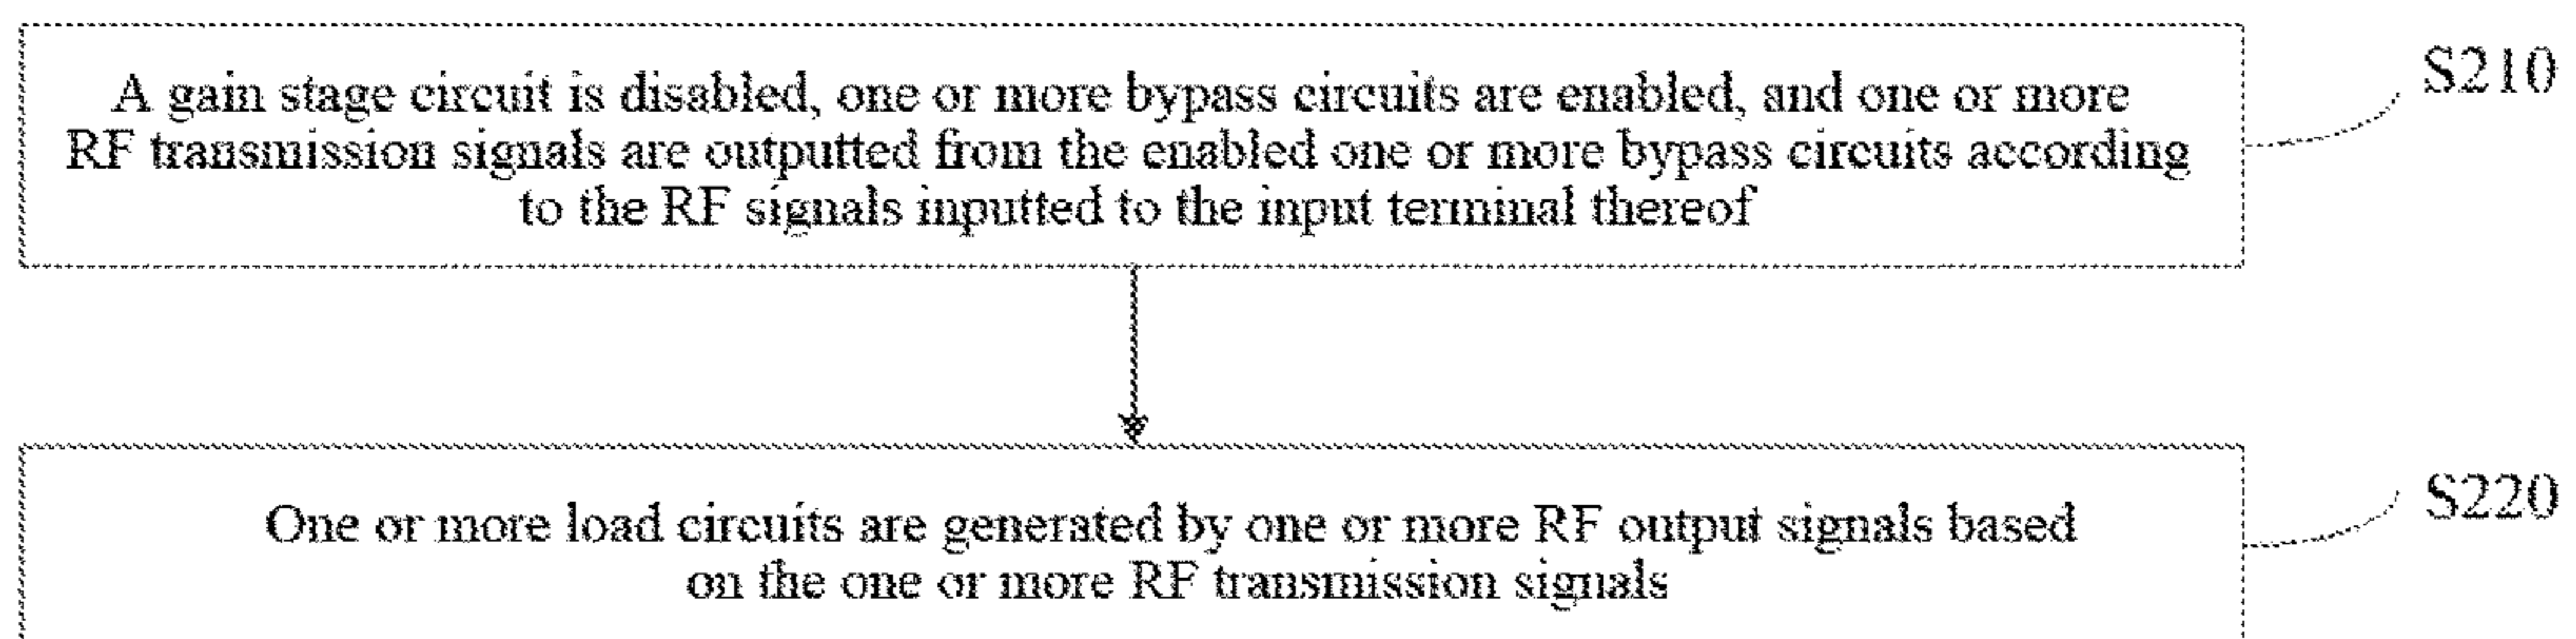 A gain stage circuit is disabled, one or more bypass circuits are enabled, and one or more
RF transmission signals are outputted from the enabled one or more bypass circuits according
to the RF signals inputted to the input terminal thereof
S210
One or more load circuits are generated by one or more RF output signals based
on the one or more RF transmission signals
S220